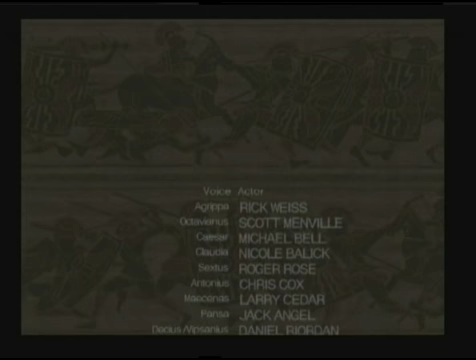 Voice Actor
Agrippa RICK WEISS
Octavianus SCOTT MENVILLE
Caesar MICHAEL BELL
Claudia NICOLE BALICK
Sextus ROGER ROSE
Antonius CHRIS COX
Maecenas LARRY CEDAR
Pansa JACK ANGEL
Decius/Vipsanius DANIEL RIORDAN